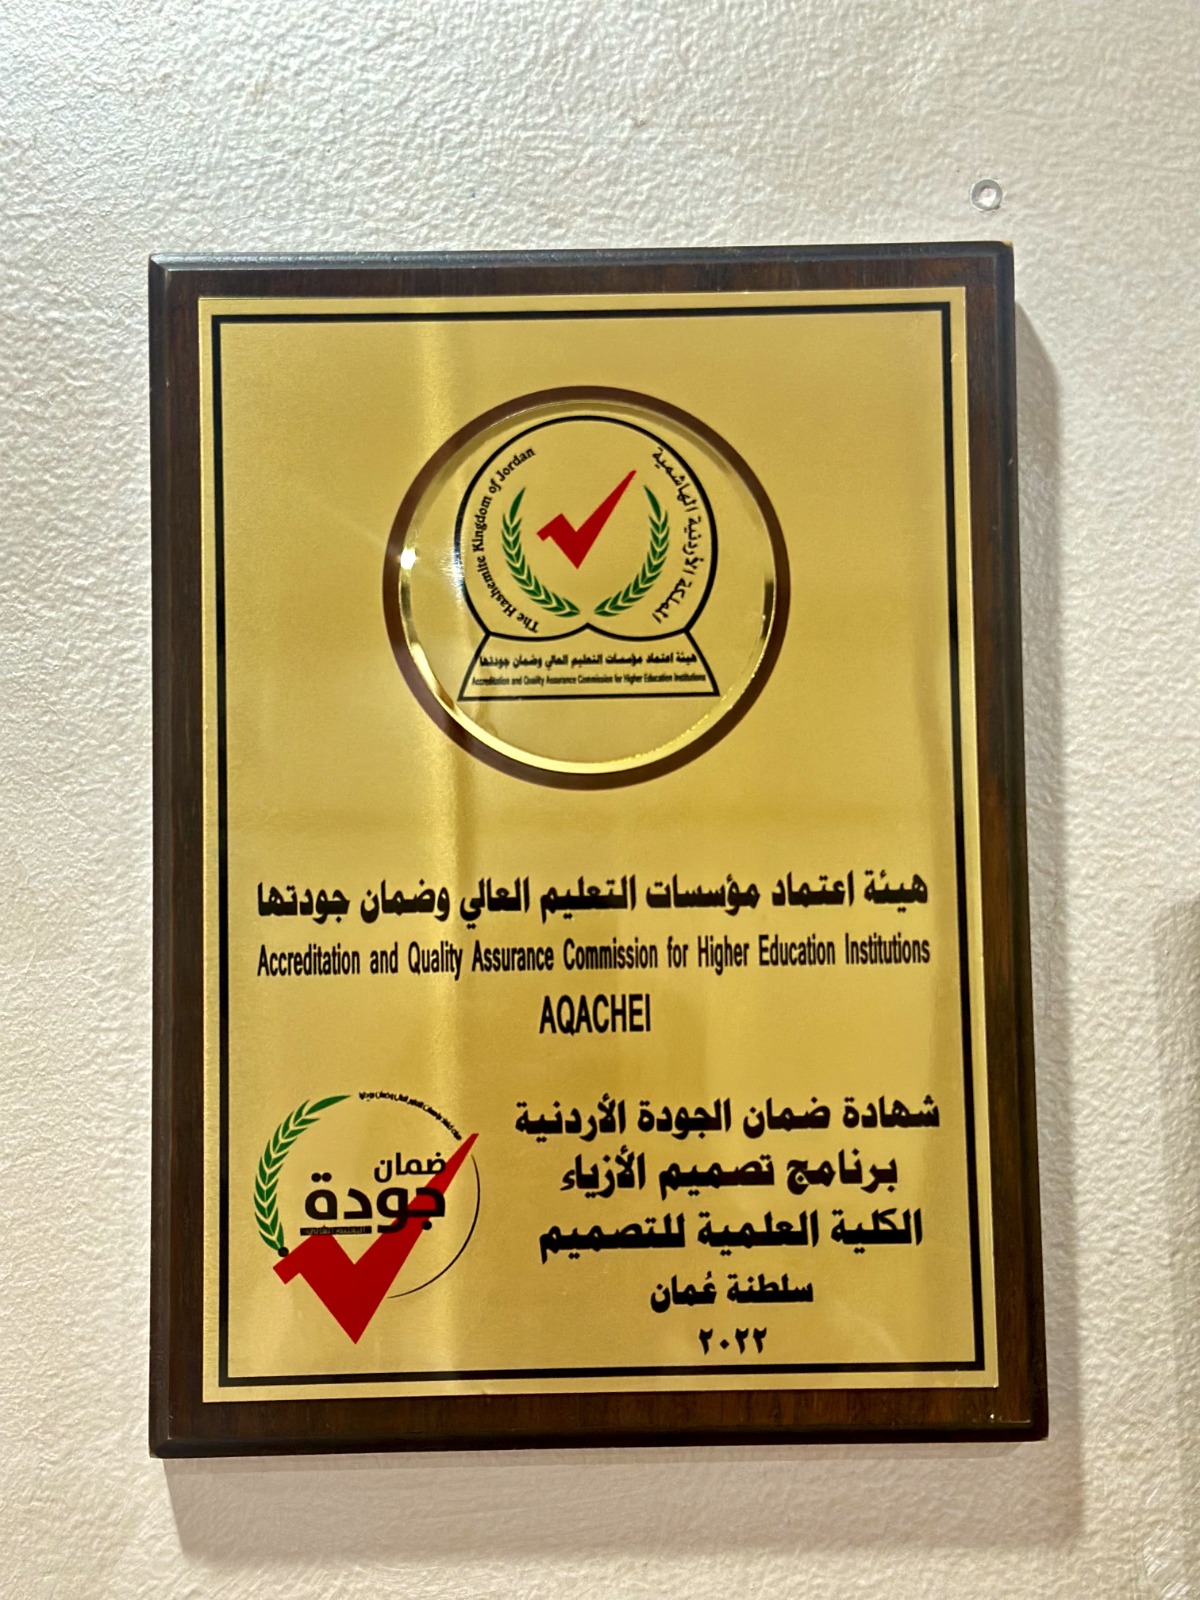 The Hashemite Kingdom of Jordan
المملكة الأردنية الهاشمية
هيئة اعتماد مؤسسات التعليم العالي وضمان جودتها
Accreditation and Quality Assurance Commission for Higher Education Institutions
هيئة اعتماد مؤسسات التعليم العالي وضمان جودتها
Accreditation and Quality Assurance Commission for Higher Education Institutions
AQACHEI
شهادة ضمان الجودة الأردنية
برنامج تصميم الأزياء
الكلية العلمية للتصميم
سلطنة عُمان
٢٠٢٢
ضمان
جودة